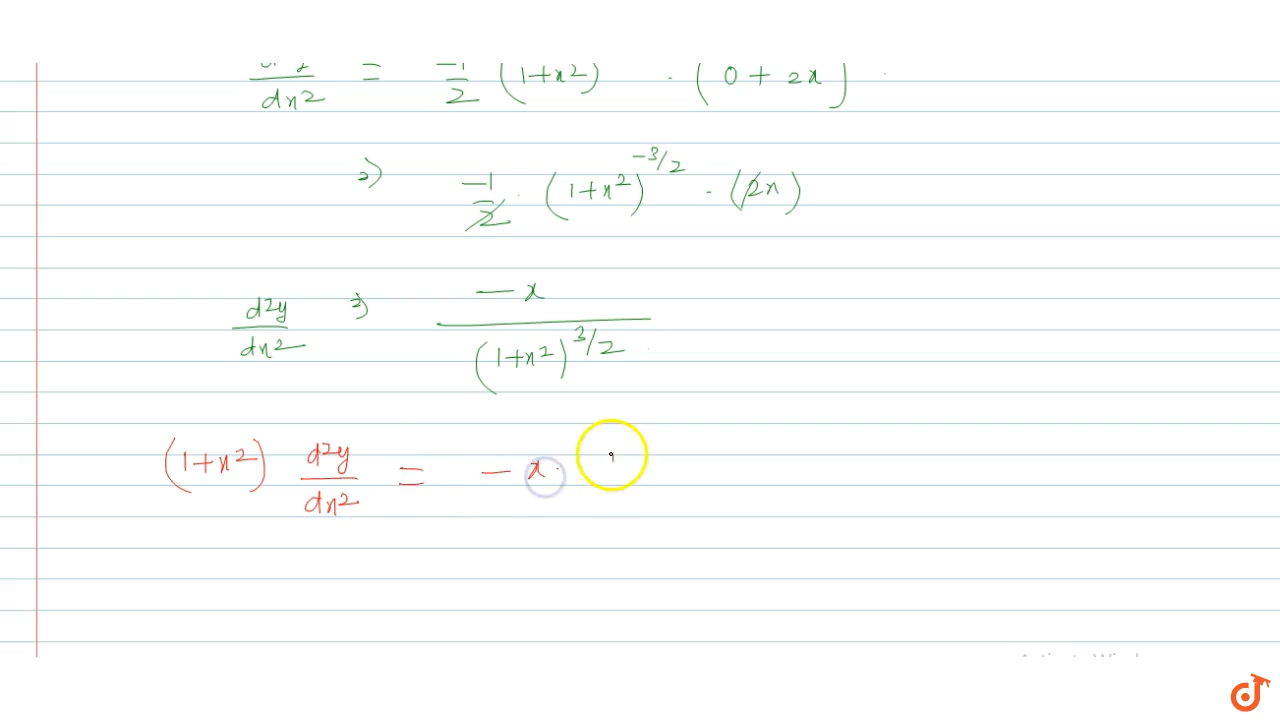 dx2 = -1/2 (1+x2) . (0 + 2x)
⇒ -1/2 . (1+x2)^-3/2 . (2x)
d2y/dx2 ⇒ -x/(1+x2)^3/2
(1+x2) d2y/dx2 = -x.